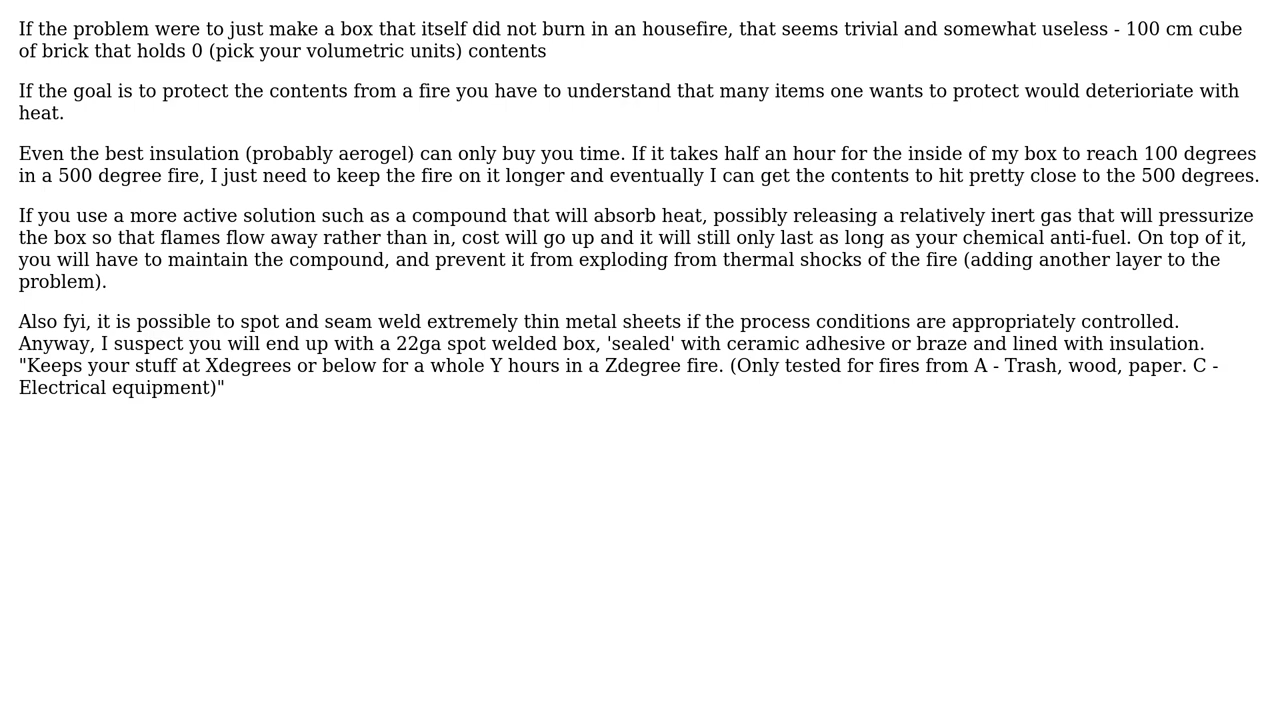 If the problem were to just make a box that itself did not burn in an housefire, that seems trivial and somewhat useless - 100 cm cube
of brick that holds 0 (pick your volumetric units) contents
If the goal is to protect the contents from a fire you have to understand that many items one wants to protect would deterioriate with
heat.
Even the best insulation (probably aerogel) can only buy you time. If it takes half an hour for the inside of my box to reach 100 degrees
in a 500 degree fire, I just need to keep the fire on it longer and eventually I can get the contents to hit pretty close to the 500 degrees.
If you use a more active solution such as a compound that will absorb heat, possibly releasing a relatively inert gas that will pressurize
the box so that flames flow away rather than in, cost will go up and it will still only last as long as your chemical anti-fuel. On top of it,
you will have to maintain the compound, and prevent it from exploding from thermal shocks of the fire (adding another layer to the
problem).
Also fyi, it is possible to spot and seam weld extremely thin metal sheets if the process conditions are appropriately controlled.
Anyway, I suspect you will end up with a 22ga spot welded box, 'sealed' with ceramic adhesive or braze and lined with insulation.
"Keeps your stuff at Xdegrees or below for a whole Y hours in a Zdegree fire. (Only tested for fires from A - Trash, wood, paper. C -
Electrical equipment)"